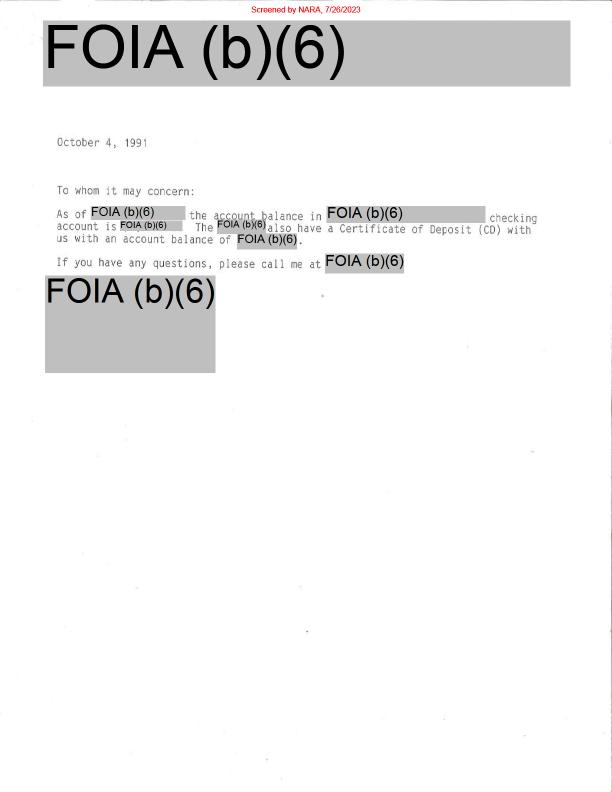 Screened by NARA, 7/26/2023
FOIA (b)(6)
October 4, 1991
To whom it may concern:
As of FOIA (b)(6) the account balance in FOIA (b)(6) checking
account is FOIA (b)(6) The FOIA (b)(6) also have a Certificate of Deposit (CD) with
us with an account balance of FOIA (b)(6).
If you have any questions, please call me at FOIA (b)(6)
FOIA (b)(6)